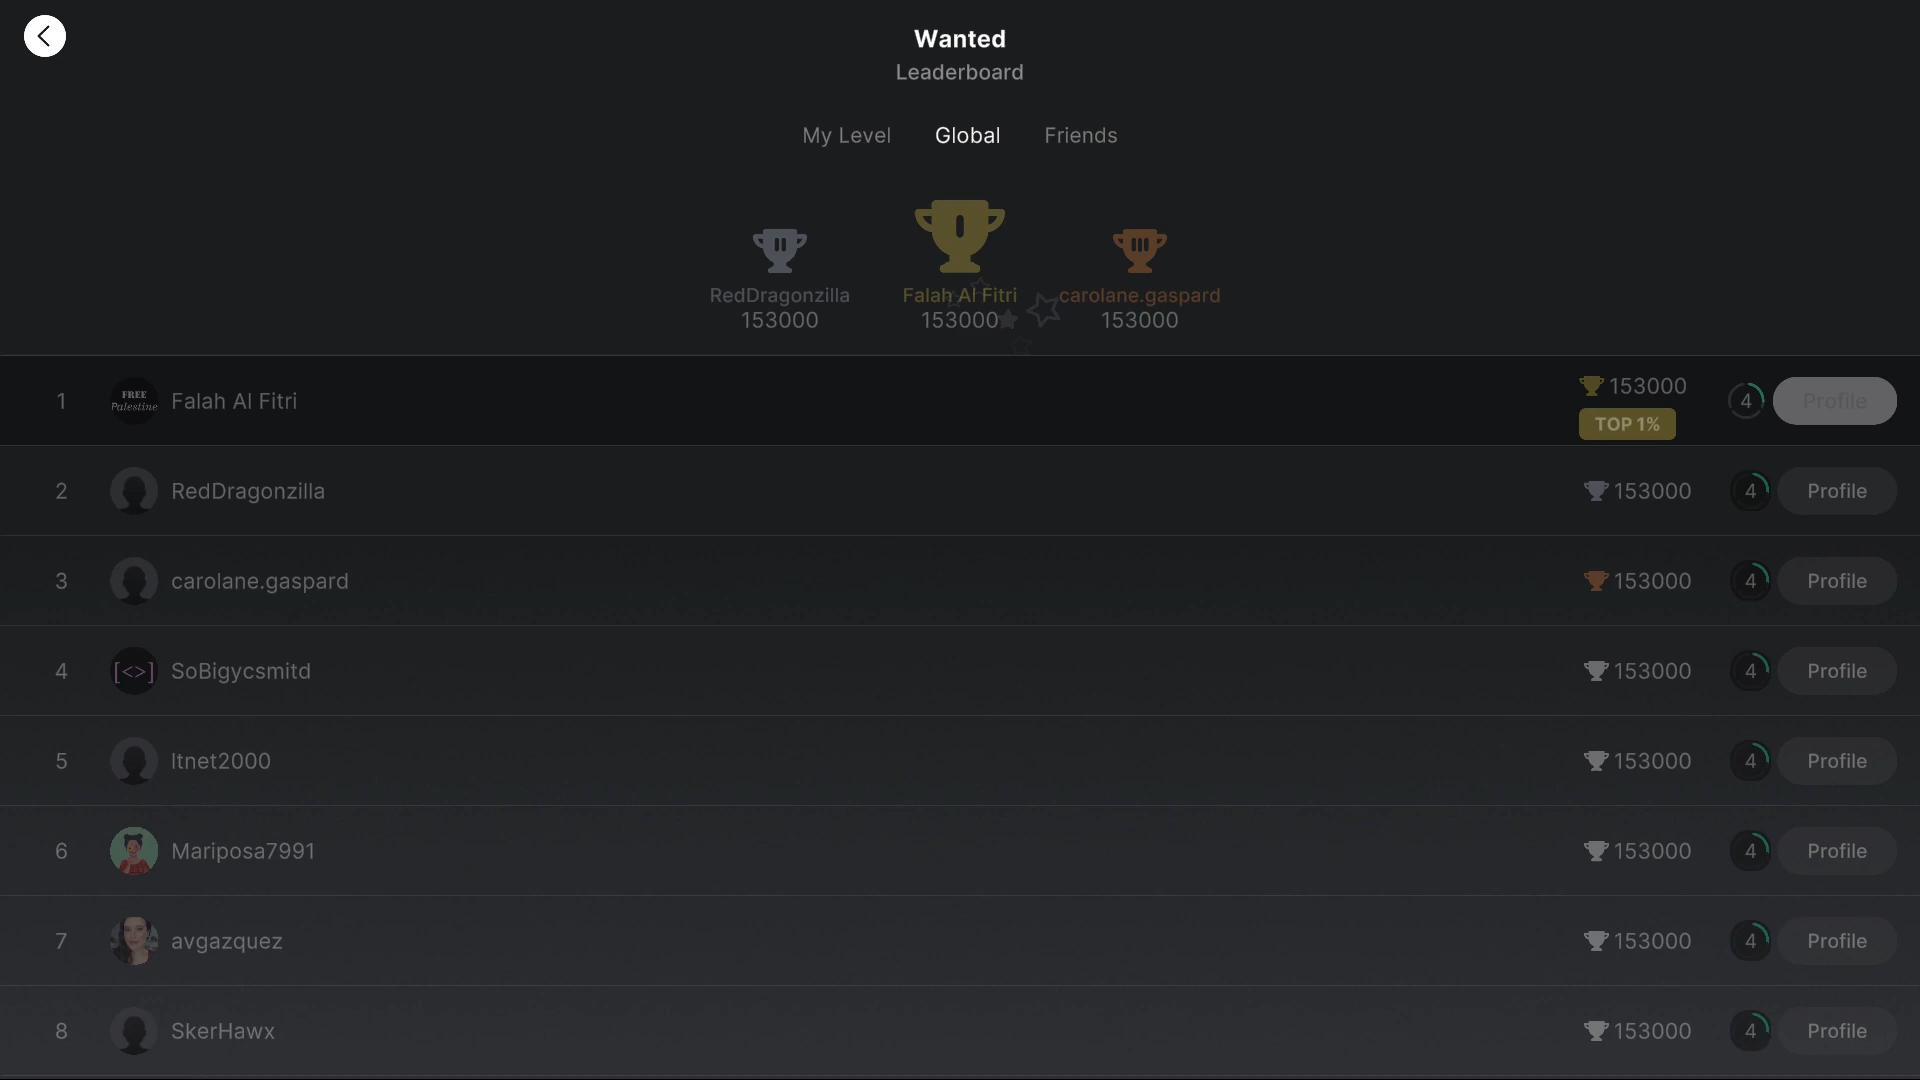 Wanted
Leaderboard
My Level Global Friends
RedDragonzilla Falah Al Fitri carolane.gaspard
153000 153000 153000
1 FREE Palestine Falah Al Fitri 153000 TOP 1% 4 Profile
2 RedDragonzilla 153000 4 Profile
3 carolane.gaspard 153000 4 Profile
4 [<>] SoBigycsmitd 153000 4 Profile
5 ltnet2000 153000 4 Profile
6 Mariposa7991 153000 4 Profile
7 avgazquez 153000 4 Profile
8 SkerHawx 153000 4 Profile